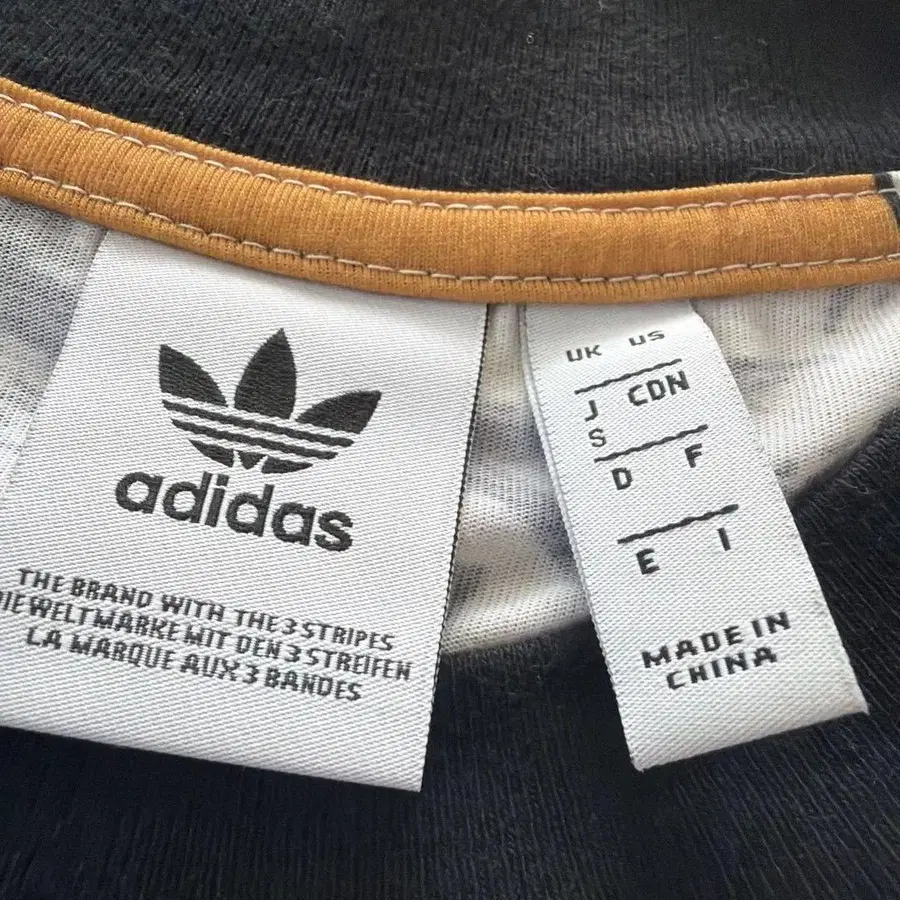 adidas
THE BRAND WITH THE 3 STRIPES
DIE WELTMARKE MIT DEN 3 STREIFEN
LA MARQUE AUX 3 BANDES
UK US
J CDN
S
D F
E I
MADE IN
CHINA